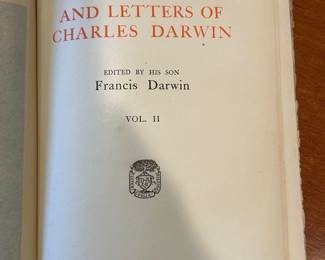 AND LETTERS OF
CHARLES DARWIN
EDITED BY HIS SON
Francis Darwin
VOL. II